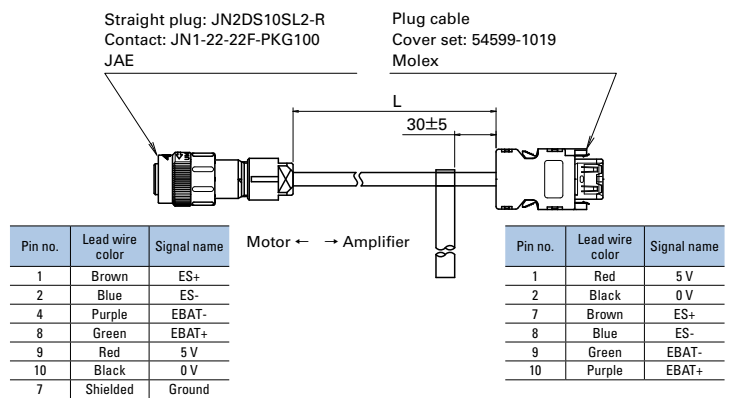 Straight plug: JN2DS10SL2-R
Contact: JN1-22-22F-PKG100
JAE
Plug cable
Cover set: 54599-1019
Molex
L
30±5
Motor ← → Amplifier
Pin no. Lead wire color Signal name
1 Brown ES+
2 Blue ES-
4 Purple EBAT-
8 Green EBAT+
9 Red 5 V
10 Black 0 V
7 Shielded Ground
Pin no. Lead wire color Signal name
1 Red 5 V
2 Black 0 V
7 Brown ES+
8 Blue ES-
9 Green EBAT-
10 Purple EBAT+